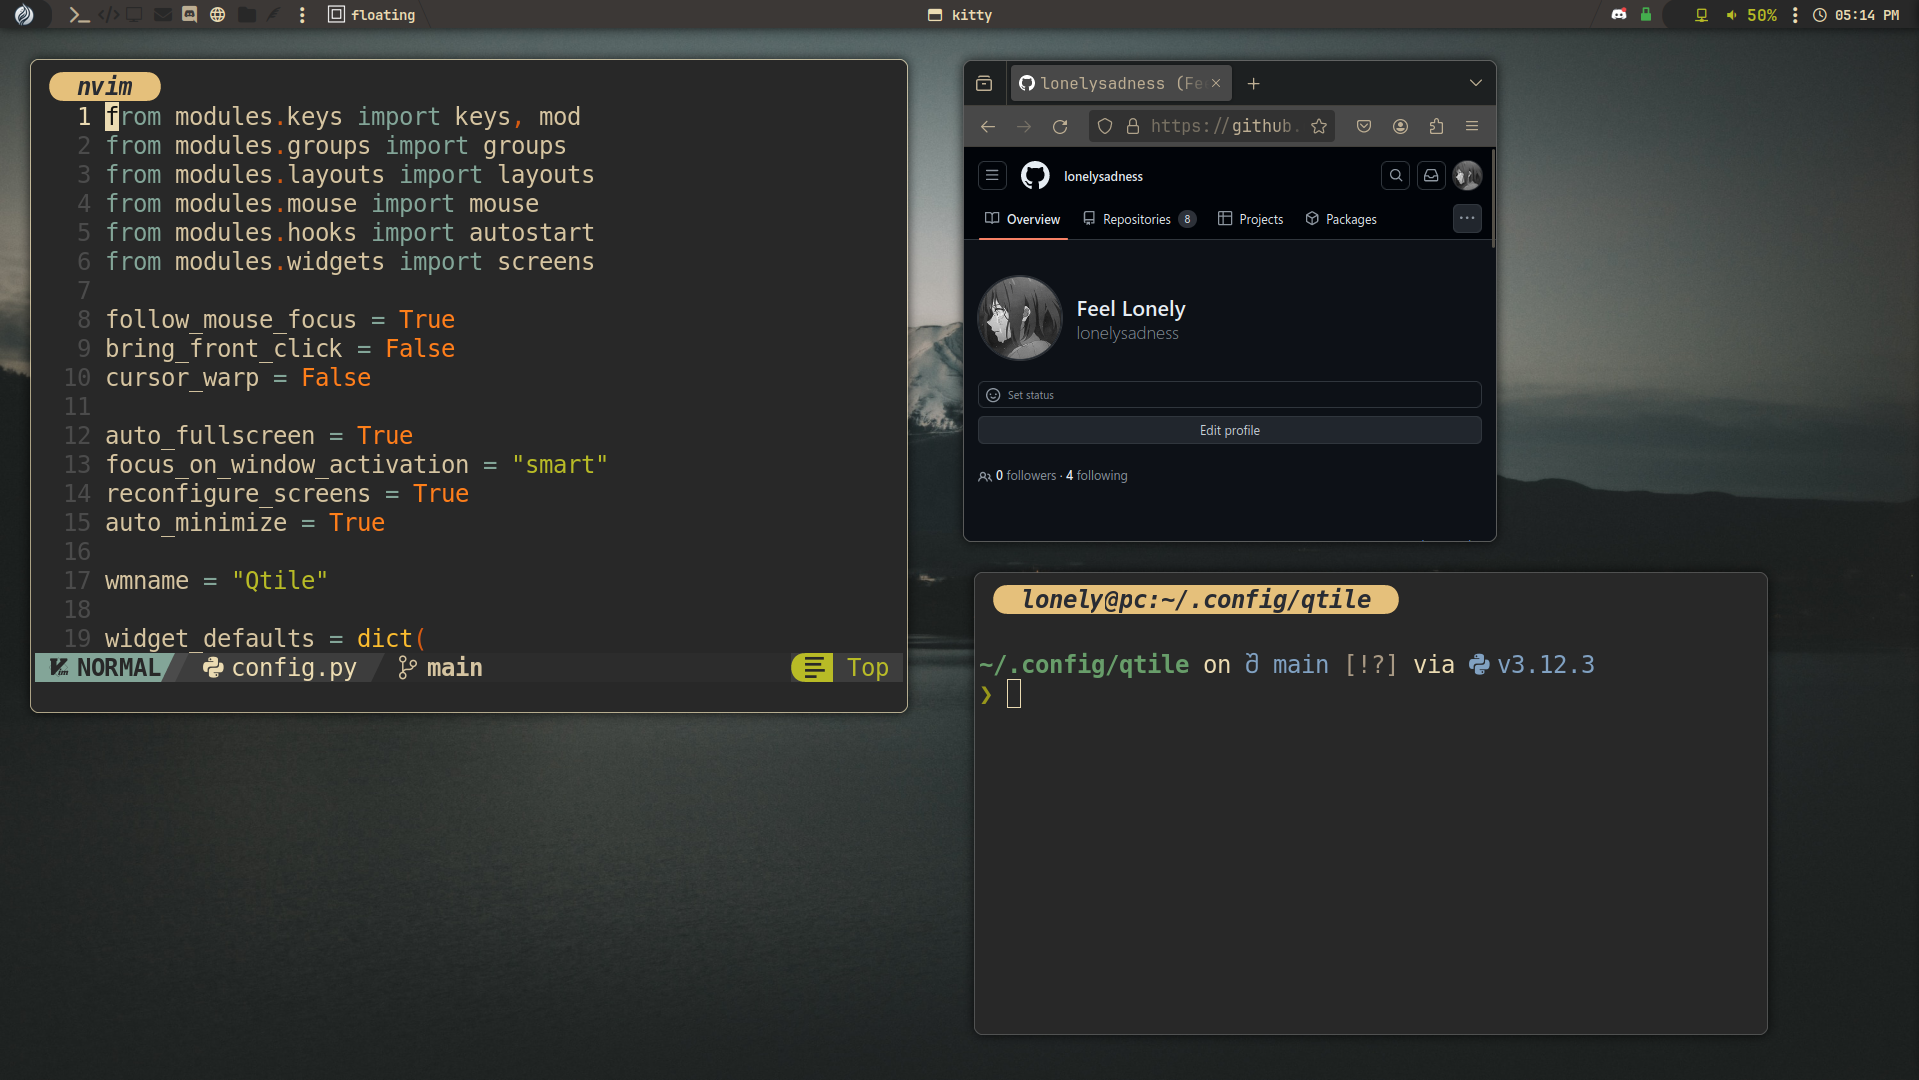 floating
kitty
50%
05:14 PM
nvim
1 from modules.keys import keys, mod
2 from modules.groups import groups
3 from modules.layouts import layouts
4 from modules.mouse import mouse
5 from modules.hooks import autostart
6 from modules.widgets import screens
7
8 follow_mouse_focus = True
9 bring_front_click = False
10 cursor_warp = False
11
12 auto_fullscreen = True
13 focus_on_window_activation = "smart"
14 reconfigure_screens = True
15 auto_minimize = True
16
17 wmname = "Qtile"
18
19 widget_defaults = dict(
NORMAL config.py main Top
lonelysadness (Fe
https://github.
lonelysadness
Overview Repositories 8 Projects Packages
Feel Lonely
lonelysadness
Set status
Edit profile
0 followers · 4 following
lonely@pc:~/.config/qtile
~/.config/qtile on main [!?] via v3.12.3
❯